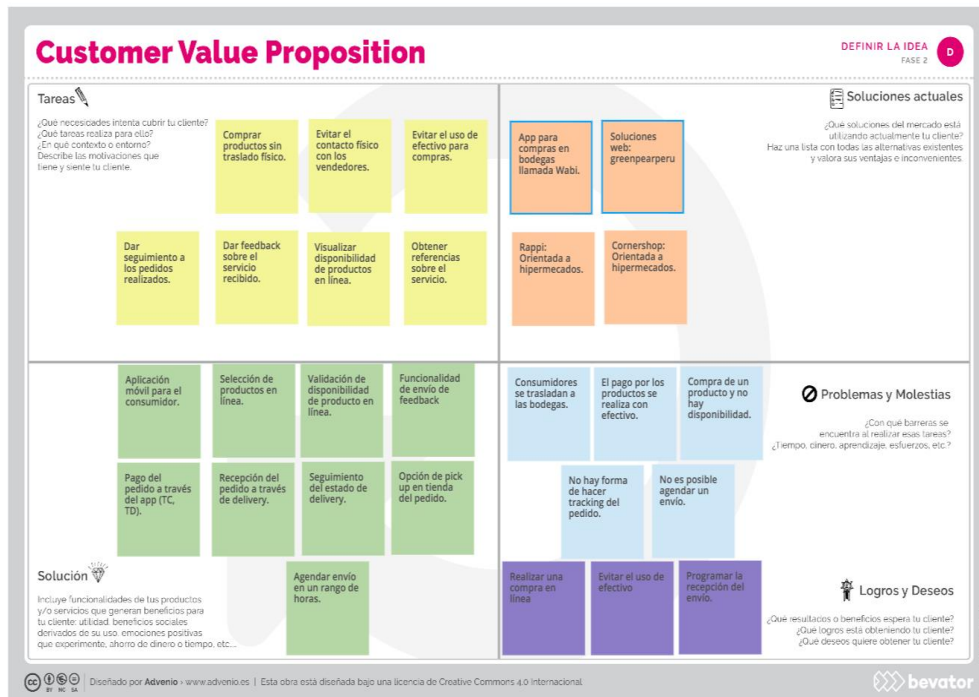 Customer Value Proposition
DEFINIR LA IDEA
FASE 2
D
Tareas
¿Qué necesidades intenta cubrir tu cliente?
¿Qué tareas realiza para ello?
¿En qué contexto o entorno?
Describe las motivaciones que
tiene y siente tu cliente.
Comprar
productos sin
traslado físico.
Evitar el
contacto físico
con los
vendedores.
Evitar el uso de
efectivo para
compras.
Dar
seguimiento a
los pedidos
realizados.
Dar feedback
sobre el
servicio
recibido.
Visualizar
disponibilidad
de productos
en línea.
Obtener
referencias
sobre el
servicio.
Soluciones actuales
¿Qué soluciones del mercado está
utilizando actualmente tu cliente?
Haz una lista con todas las alternativas existentes
y valora sus ventajas e inconvenientes.
App para
compras en
bodegas
llamada Wabi.
Soluciones
web:
greenpearperu
Rappi:
Orientada a
hipermecados.
Cornershop:
Orientada a
hipermecados.
Aplicación
móvil para el
consumidor.
Selección de
productos en
línea.
Validación de
disponibilidad
de producto en
línea.
Funcionalidad
de envío de
feedback
Pago del
pedido a través
del app (TC,
TD).
Recepción del
pedido a través
de delivery.
Seguimiento
del estado de
delivery.
Opción de pick
up en tienda
del pedido.
Agendar envío
en un rango de
horas.
Solución
Incluye funcionalidades de tus productos
y/o servicios que generan beneficios para
tu cliente: utilidad, beneficios sociales
derivados de su uso, emociones positivas
que experimente, ahorro de dinero o tiempo, etc...
Consumidores
se trasladan a
las bodegas.
El pago por los
productos se
realiza con
efectivo.
Compra de un
producto y no
hay
disponibilidad.
No hay forma
de hacer
tracking del
pedido.
No es posible
agendar un
envío.
Problemas y Molestias
¿Con qué barreras se
encuentra al realizar esas tareas?
¿Tiempo, dinero, aprendizaje, esfuerzos, etc.?
Realizar una
compra en
línea
Evitar el uso de
efectivo
Programar la
recepción del
envío.
Logros y Deseos
¿Qué resultados o beneficios espera tu cliente?
¿Qué logros está obteniendo tu cliente?
¿Qué deseos quiere obtener tu cliente?
cc BY NC SA
Diseñado por Advenio - www.advenio.es | Esta obra está diseñada bajo una licencia de Creative Commons 4.0 Internacional
bevator